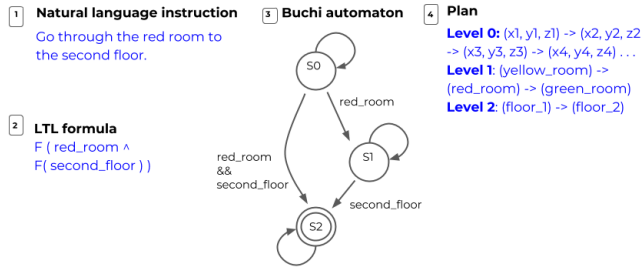 1 Natural language instruction
Go through the red room to
the second floor.
2 LTL formula
F ( red_room ^
F( second_floor ) )
3 Buchi automaton
S0
red_room
red_room
&&
second_floor
S1
second_floor
S2
4 Plan
Level 0: (x1, y1, z1) -> (x2, y2, z2
-> (x3, y3, z3) -> (x4, y4, z4) . . .
Level 1: (yellow_room) ->
(red_room) -> (green_room)
Level 2: (floor_1) -> (floor_2)